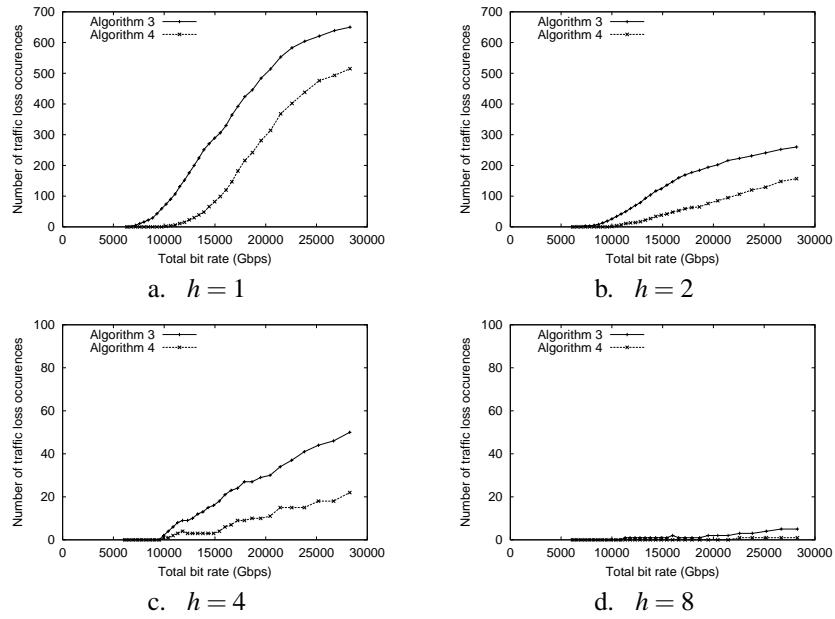 Number of traffic loss occurences
700
600
500
400
300
200
100
0
Algorithm 3
Algorithm 4
0 5000 10000 15000 20000 25000 30000
Total bit rate (Gbps)
a. h = 1
Number of traffic loss occurences
700
600
500
400
300
200
100
0
Algorithm 3
Algorithm 4
0 5000 10000 15000 20000 25000 30000
Total bit rate (Gbps)
b. h = 2
Number of traffic loss occurences
100
80
60
40
20
0
Algorithm 3
Algorithm 4
0 5000 10000 15000 20000 25000 30000
Total bit rate (Gbps)
c. h = 4
Number of traffic loss occurences
100
80
60
40
20
0
Algorithm 3
Algorithm 4
0 5000 10000 15000 20000 25000 30000
Total bit rate (Gbps)
d. h = 8